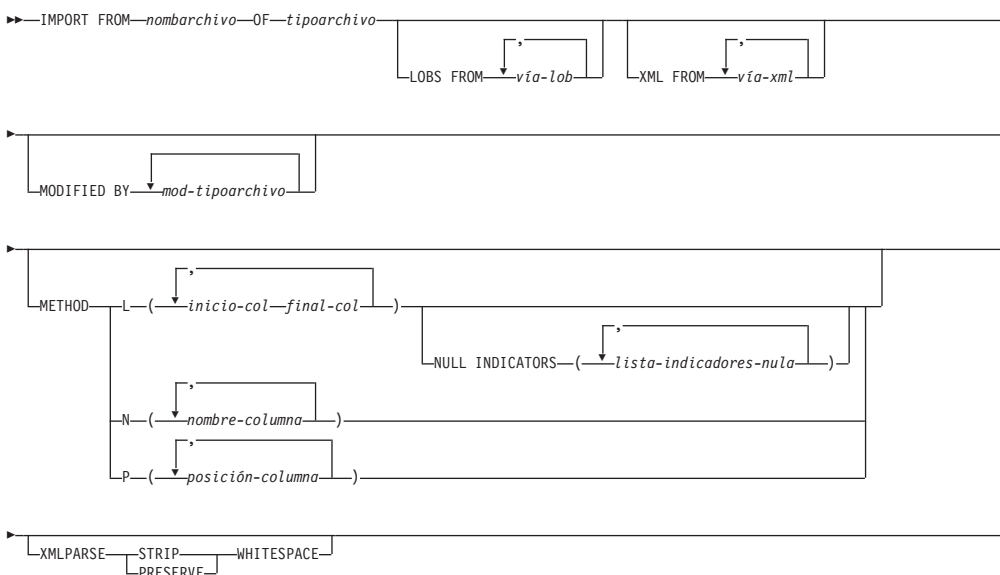 IMPORT FROM nombarchivo OF tipoarchivo
,
LOBS FROM vía-lob
,
XML FROM vía-xml
MODIFIED BY mod-tipoarchivo
METHOD L ( inicio-col final-col )
,
NULL INDICATORS ( lista-indicadores-nula )
,
N ( nombre-columna )
,
P ( posición-columna )
,
XMLPARSE STRIP WHITESPACE
PRESERVE